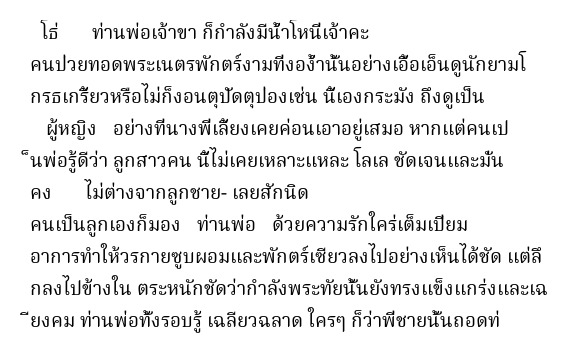 โธ่ ท่านพ่อเจ้าขา ก็กำลังมีน้ำโหนี่เจ้าคะ
คนป่วยทอดพระเนตรพักตร์งามที่งอง้ำนั้นอย่างเอื้อเอ็นดูนักยามโ
กรธเกรี้ยวหรือไม่ก็งอนตุปัดตุป่องเช่น นี้เองกระมัง ถึงดูเป็น
ผู้หญิง อย่างที่นางพี่เลี้ยงเคยค่อนเอาอยู่เสมอ หากแต่คนเป
็นพ่อรู้ดีว่า ลูกสาวคน นี้ไม่เคยเหลาะแหละ โลเล ชัดเจนและมั่น
คง ไม่ต่างจากลูกชาย- เลยสักนิด
คนเป็นลูกเองก็มอง ท่านพ่อ ด้วยความรักใคร่เต็มเปี่ยม
อาการทำให้วรกายซูบผอมและพักตร์เซียวลงไปอย่างเห็นได้ชัด แต่ลึ
กลงไปข้างใน ตระหนักชัดว่ากำลังพระทัยนั้นยังทรงแข็งแกร่งและเฉ
ียงคม ท่านพ่อทั้งรอบรู้ เฉลียวฉลาด ใครๆ ก็ว่าพี่ชายนั้นถอดท่